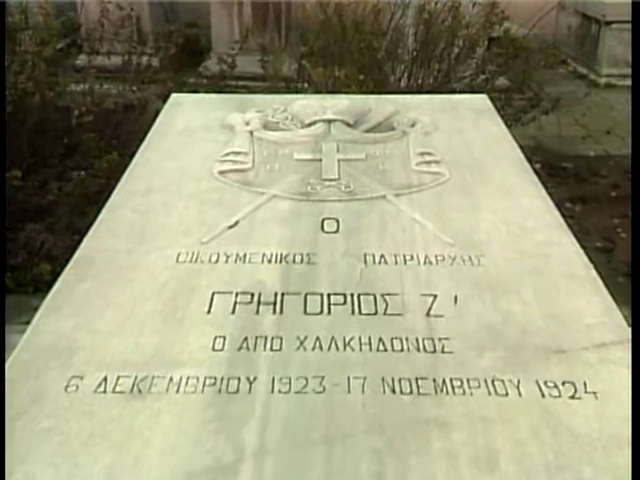 Ο
ΟΙΚΟΥΜΕΝΙΚΟΣ ΠΑΤΡΙΑΡΧΗΣ
ΓΡΗΓΟΡΙΟΣ Ζ'
Ο ΑΠΟ ΧΑΛΚΗΔΟΝΟΣ
6 ΔΕΚΕΜΒΡΙΟΥ 1923 - 17 ΝΟΕΜΒΡΙΟΥ 1924